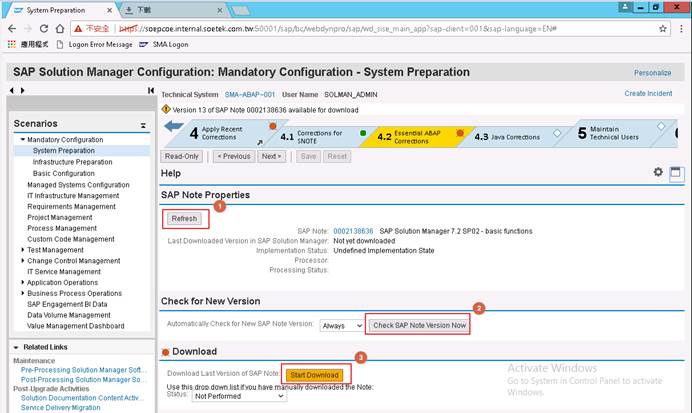 System Preparation
下載
不安全 https://soepcoe.internal.soetek.com.tw:50001/sap/bc/webdynpro/sap/wd_sise_main_app?sap-client=001&sap-language=EN#
應用程式 Logon Error Message SMA Logon
SAP Solution Manager Configuration: Mandatory Configuration - System Preparation
Personalize
Technical System SMA~ABAP~001 User Name SOLMAN_ADMIN
Create Incident
Version 13 of SAP Note 0002138636 available for download
4 Apply Recent Corrections
4.1 Corrections for SNOTE
4.2 Essential ABAP Corrections
4.3 Java Corrections
5 Maintain Technical Users
6
Read-Only < Previous Next > Save Reset
Help
Scenarios
Mandatory Configuration
System Preparation
Infrastructure Preparation
Basic Configuration
Managed Systems Configuration
IT Infrastructure Management
Requirements Management
Project Management
Process Management
Custom Code Management
Test Management
Change Control Management
IT Service Management
Application Operations
Business Process Operations
SAP Engagement BI Data
Data Volume Management
Value Management Dashboard
Related Links
Maintenance
Pre-Processing Solution Manager Soft...
Post-Processing Solution Manager Sof...
Post-Upgrade Activities
Solution Documentation Content Activ...
Service Delivery Migration
SAP Note Properties
1
Refresh
SAP Note: 0002138636 SAP Solution Manager 7.2 SP02 - basic functions
Last Downloaded Version in SAP Solution Manager: Not yet downloaded
Implementation Status: Undefined Implementation State
Processor:
Processing Status:
Check for New Version
2
Automatically Check for New SAP Note Version: Always Check SAP Note Version Now
Download
3
Download Last Version of SAP Note: Start Download
Use this drop down list if you have manually downloaded the Note:
Status: Not Performed
Activate Windows
Go to System in Control Panel to activate
Windows.